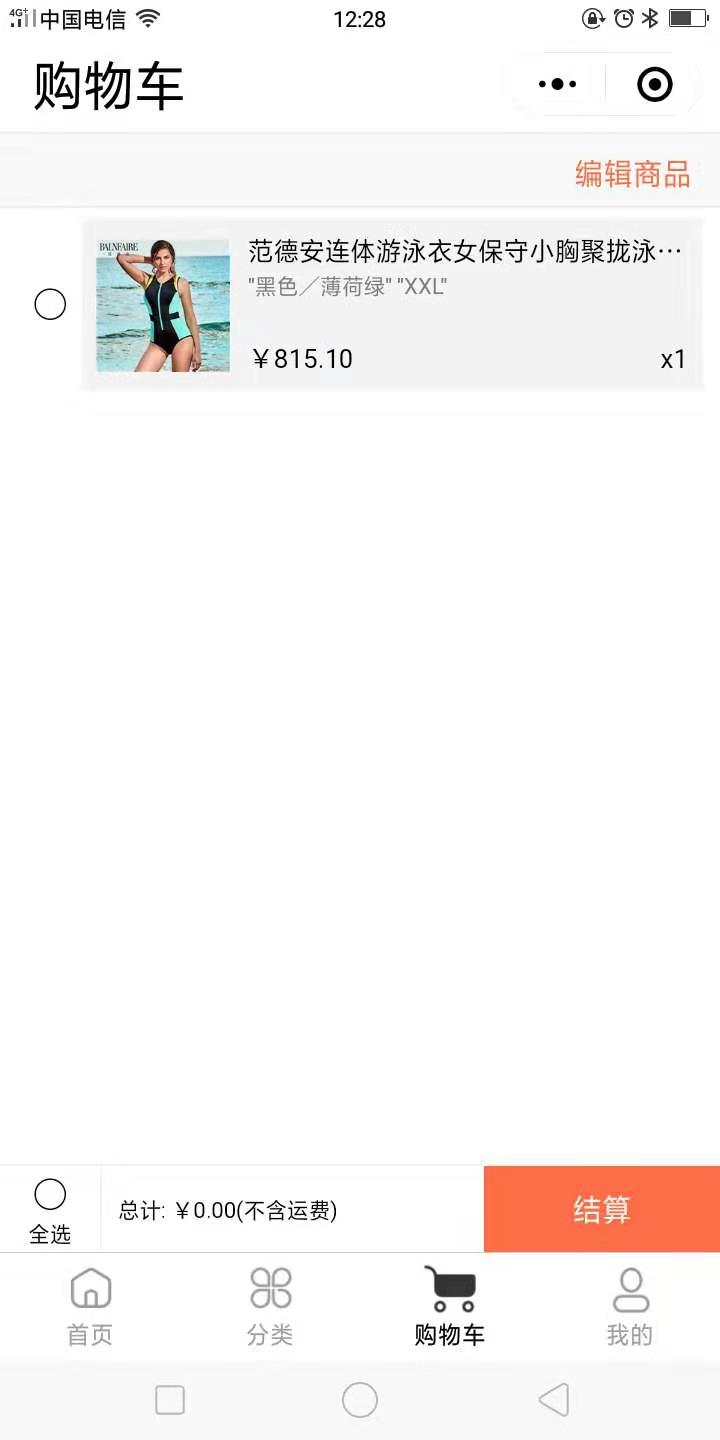 4G+ 中国电信 12:28
购物车
编辑商品
BALNEAIRE
范德安连体游泳衣女保守小胸聚拢泳…
"黑色／薄荷绿" "XXL"
￥815.10 x1
全选
总计: ￥0.00(不含运费)
结算
首页 分类 购物车 我的